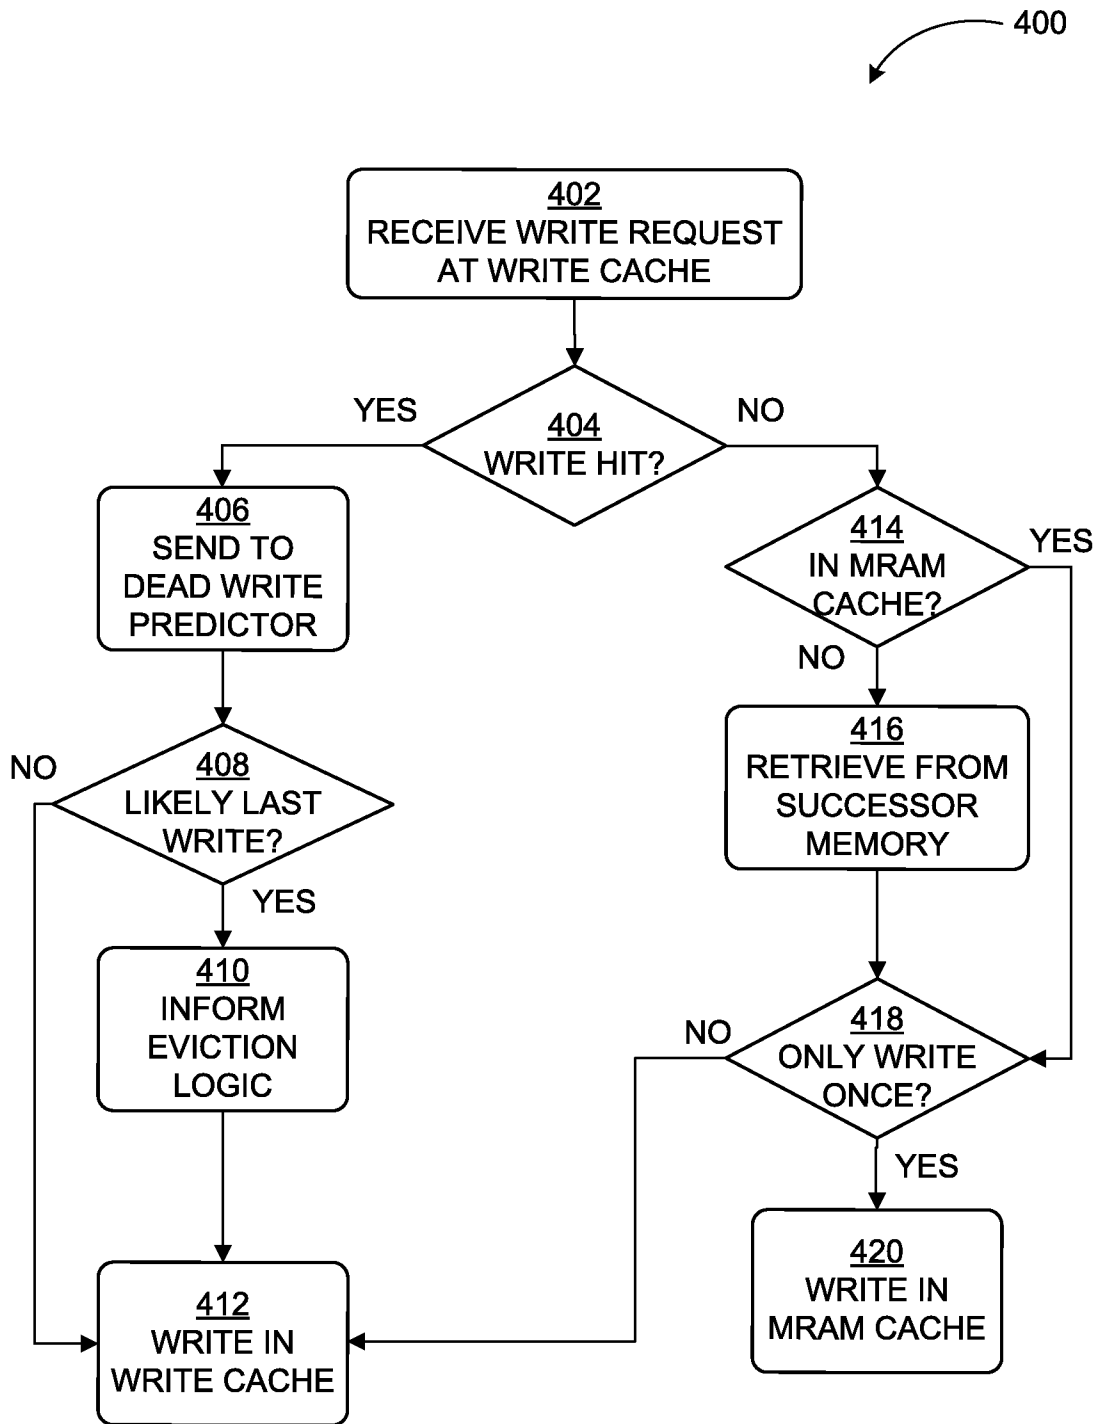 400
402
RECEIVE WRITE REQUEST
AT WRITE CACHE
YES
NO
404
WRITE HIT?
406
SEND TO
DEAD WRITE
PREDICTOR
414
IN MRAM
CACHE?
YES
NO
416
RETRIEVE FROM
SUCCESSOR
MEMORY
NO
408
LIKELY LAST
WRITE?
YES
410
INFORM
EVICTION
LOGIC
NO
418
ONLY WRITE
ONCE?
YES
412
WRITE IN
WRITE CACHE
420
WRITE IN
MRAM CACHE